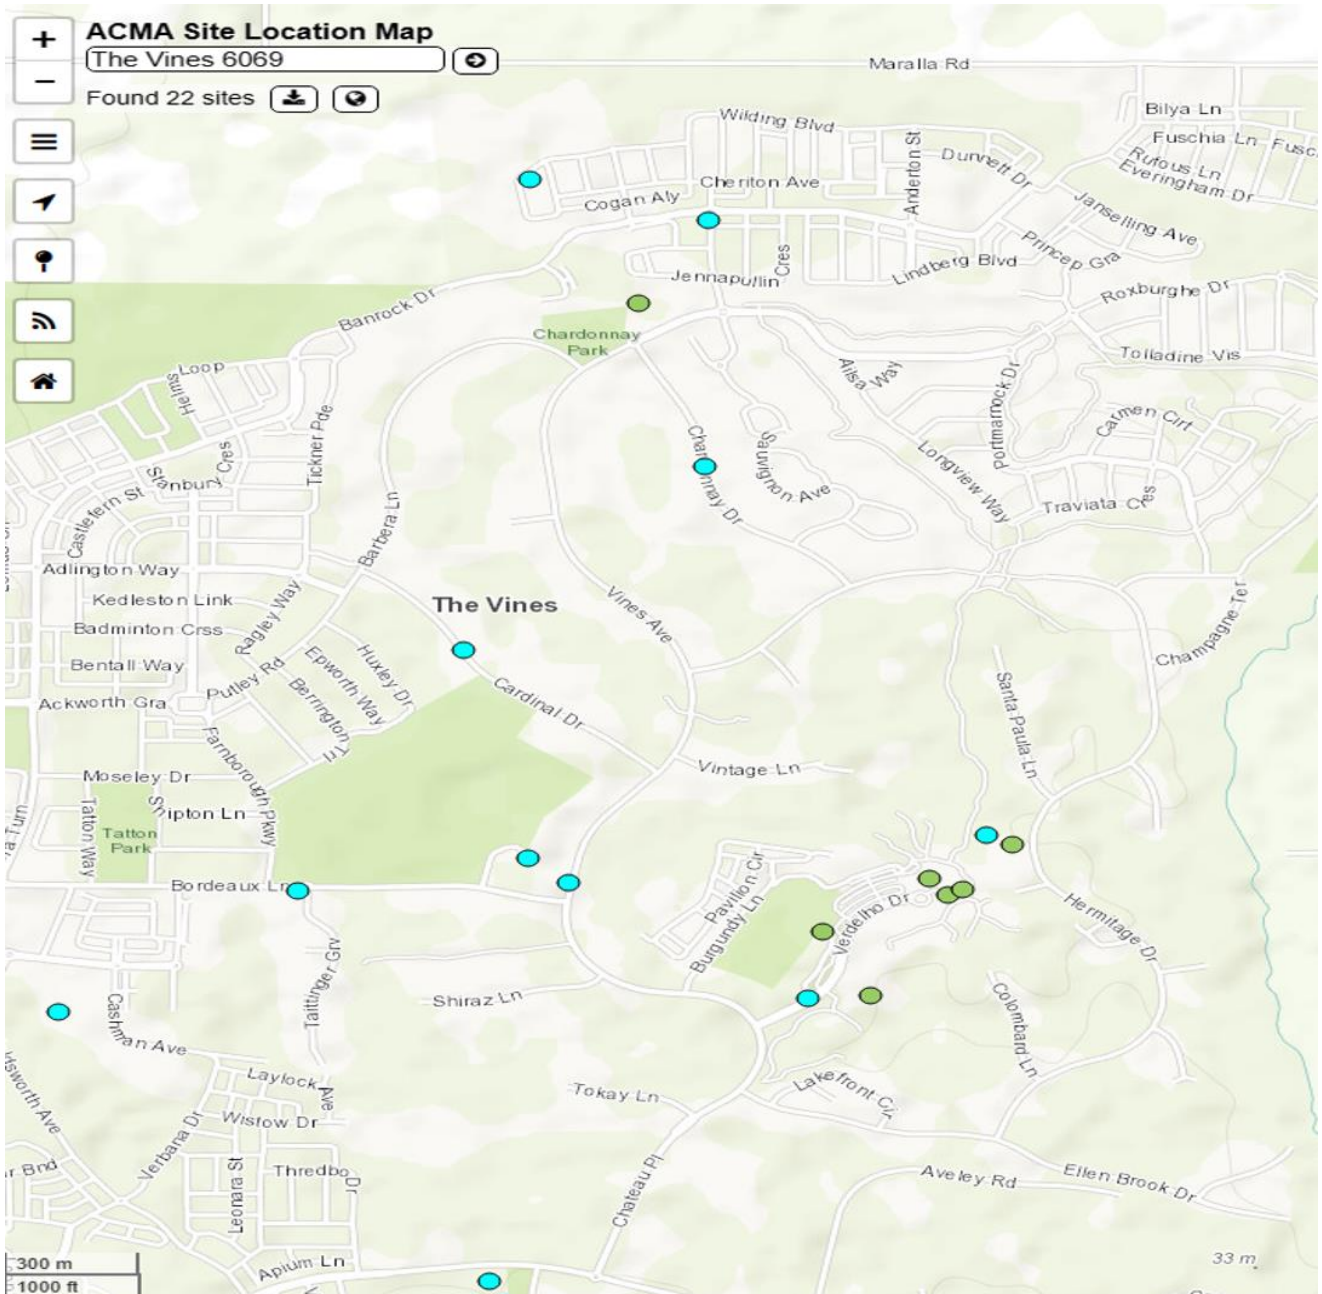 ACMA Site Location Map
The Vines 6069
Found 22 sites
Maralla Rd
Bilya Ln
Wilding Blvd
Fuschia Ln
Fusc
Anderton St
Dunnett Dr
Rufous Ln
Everingham Dr
Cheriton Ave
Cogan Aly
Janselling Ave
Princep Gra
Cres
Lindberg Blvd
Jennapullin
Roxburghe Dr
Banrock Dr
Chardonnay
Park
Tolladine Vis
Loop
Helms
Ailsa Way
Portmarnock Dr
Carmen Cirt
Tickner Pde
Sauvignon Ave
Longview Way
Stanbury Cres
Castlefern St
Traviata Cres
Barbera Ln
Adlington Way
Kedleston Link
The Vines
Vines Ave
Badminton Crss
Ragley Way
Champagne Ter
Bentall Way
Huxley Dr
Epworth Way
Putley Rd
Berrington Trl
Santa Paula Ln
Ackworth Gra
Cardinal Dr
Farnborough Pkwy
Vintage Ln
Moseley Dr
Shipton Ln
Tatton Way
Tatton
Park
a Turn
Bordeaux Ln
Pavilion Cir
Burgundy Ln
Verdelho Dr
Hermitage Dr
Taittinger Grv
Shiraz Ln
Colombard Ln
Cashman Ave
dsworth Ave
Laylock Ave
Lakefront Cir
Tokay Ln
Wistow Dr
Verbana Dr
r Bnd
Leonara St
Thredbo Dr
Aveley Rd
Ellen Brook Dr
Chateau Pl
Apium Ln
33 m
300 m
1000 ft